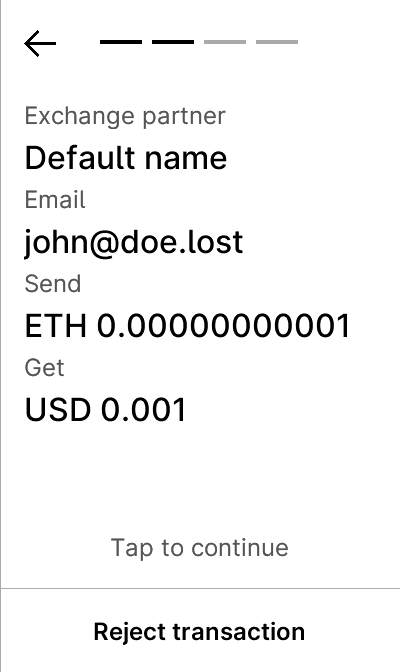 Exchange partner
Default name
Email
john@doe.lost
Send
ETH 0.00000000001
Get
USD 0.001
Tap to continue
Reject transaction